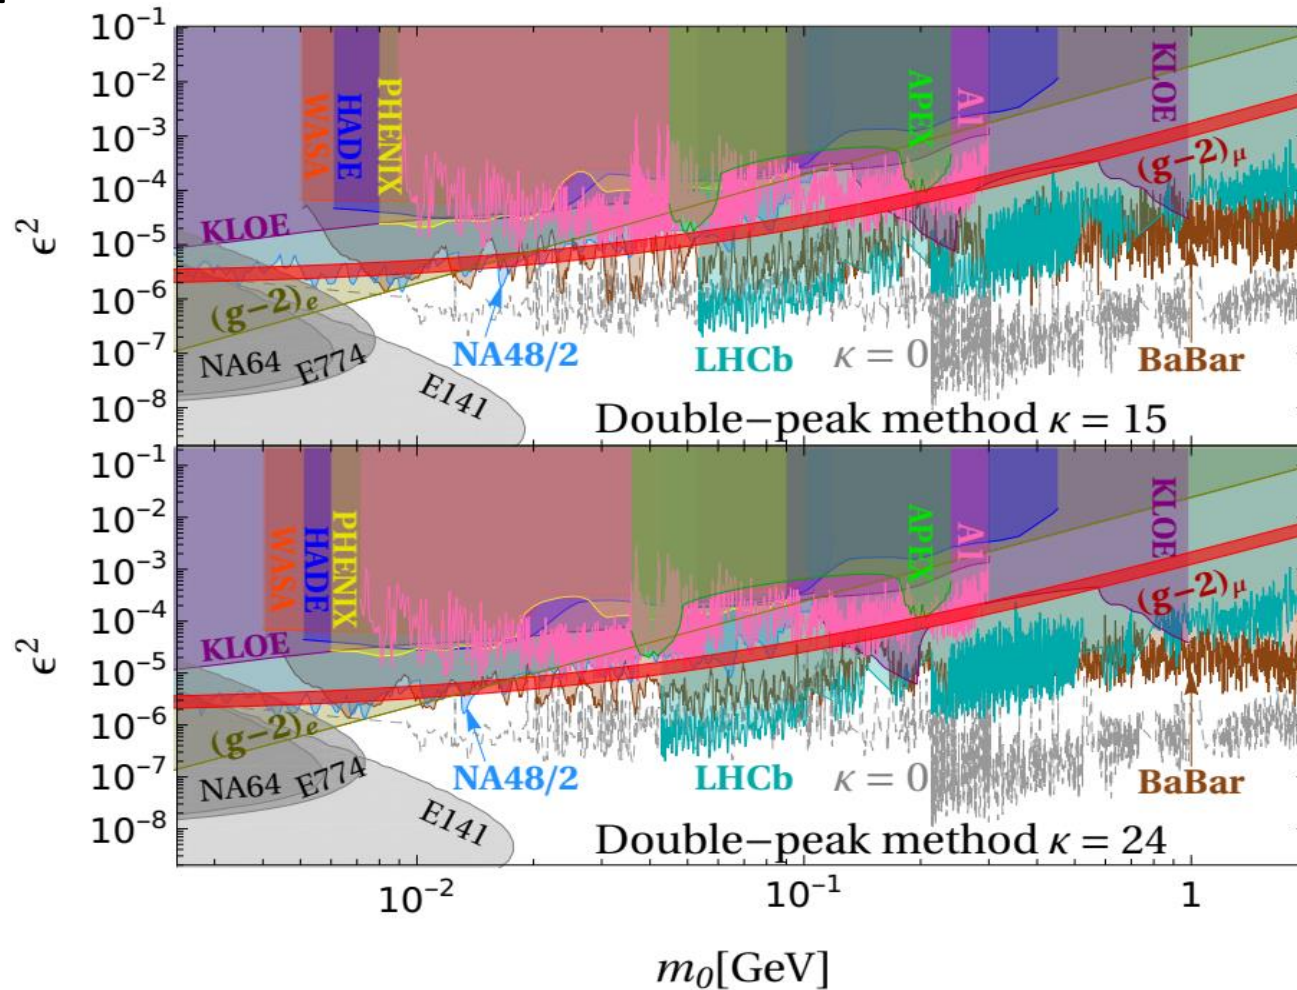 10⁻¹
10⁻²
10⁻³
10⁻⁴
10⁻⁵
10⁻⁶
10⁻⁷
10⁻⁸
ϵ²
WASA
HADE
PHENIX
KLOE
APEX
A1
KLOE
(g−2)μ
(g−2)e
NA64
E774
E141
NA48/2
LHCb
κ = 0
BaBar
Double−peak method κ = 15
10⁻¹
10⁻²
10⁻³
10⁻⁴
10⁻⁵
10⁻⁶
10⁻⁷
10⁻⁸
ϵ²
WASA
HADE
PHENIX
KLOE
APEX
A1
KLOE
(g−2)μ
(g−2)e
NA64
E774
E141
NA48/2
LHCb
κ = 0
BaBar
Double−peak method κ = 24
10⁻²
10⁻¹
1
m₀[GeV]